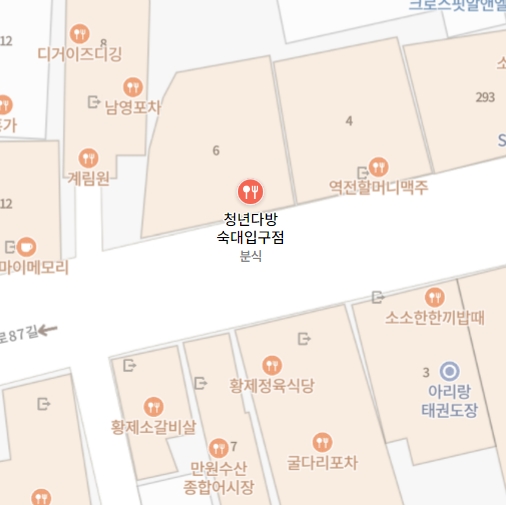 크로스핏알앤엘
12
8
디거이즈디깅
남영포차
293
4
6
계림원
역전할머니맥주
12
청년다방
숙대입구점
분식
마이메모리
로87길
소소한한끼밥때
황제정육식당
3
아리랑
태권도장
황제소갈비살
7
만원수산
종합어시장
굴다리포차